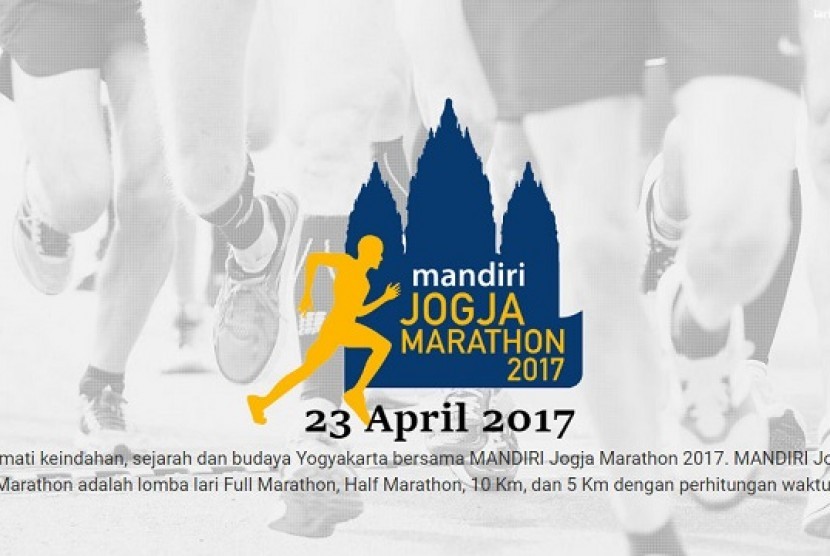 mandiri
JOGJA
MARATHON
2017
23 April 2017
mati keindahan, sejarah dan budaya Yogyakarta bersama MANDIRI Jogja Marathon 2017. MANDIRI Jo
Marathon adalah lomba lari Full Marathon, Half Marathon, 10 Km, dan 5 Km dengan perhitungan waktu